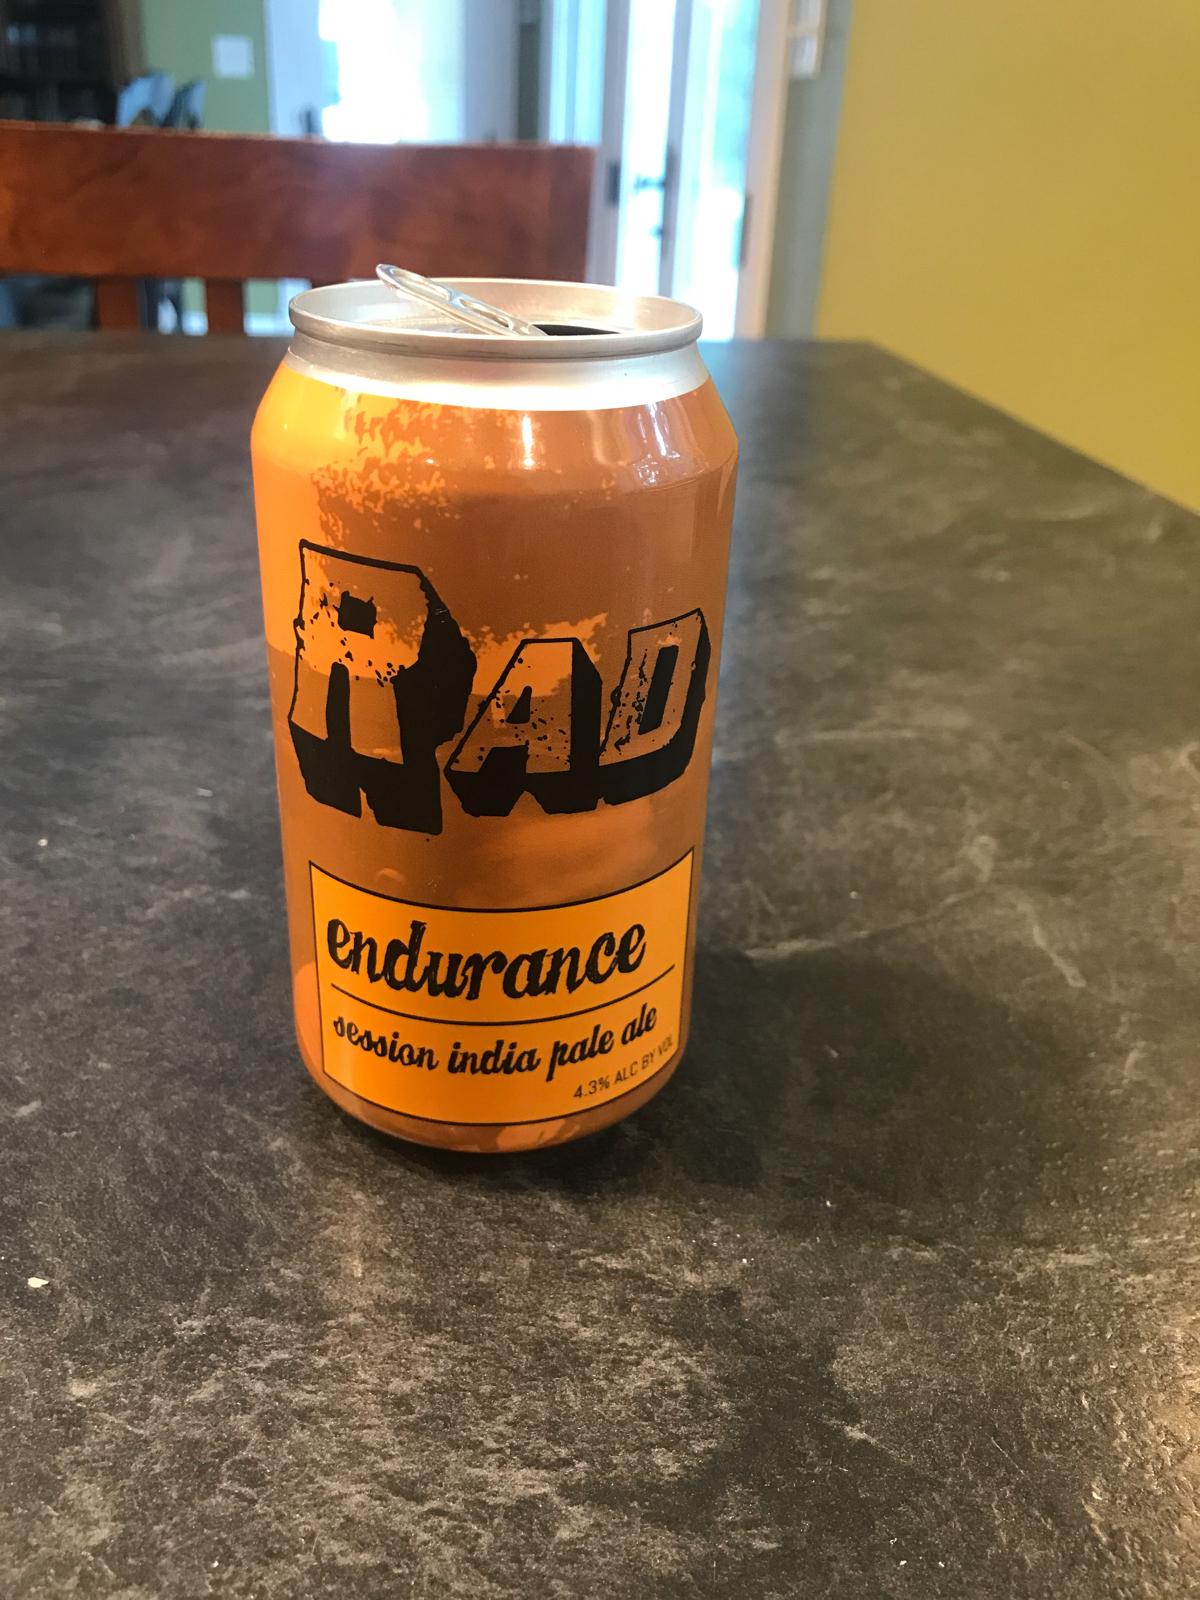 RAD
endurance
session india pale ale
4.3% ALC BY VOL